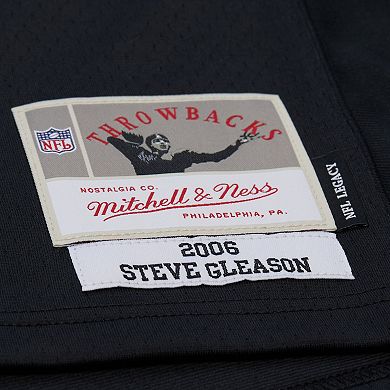 THROWBACKS
NFL
NOSTALGIA CO.
Mitchell & Ness
PHILADELPHIA, PA.
NFL LEGACY
2006
STEVE GLEASON